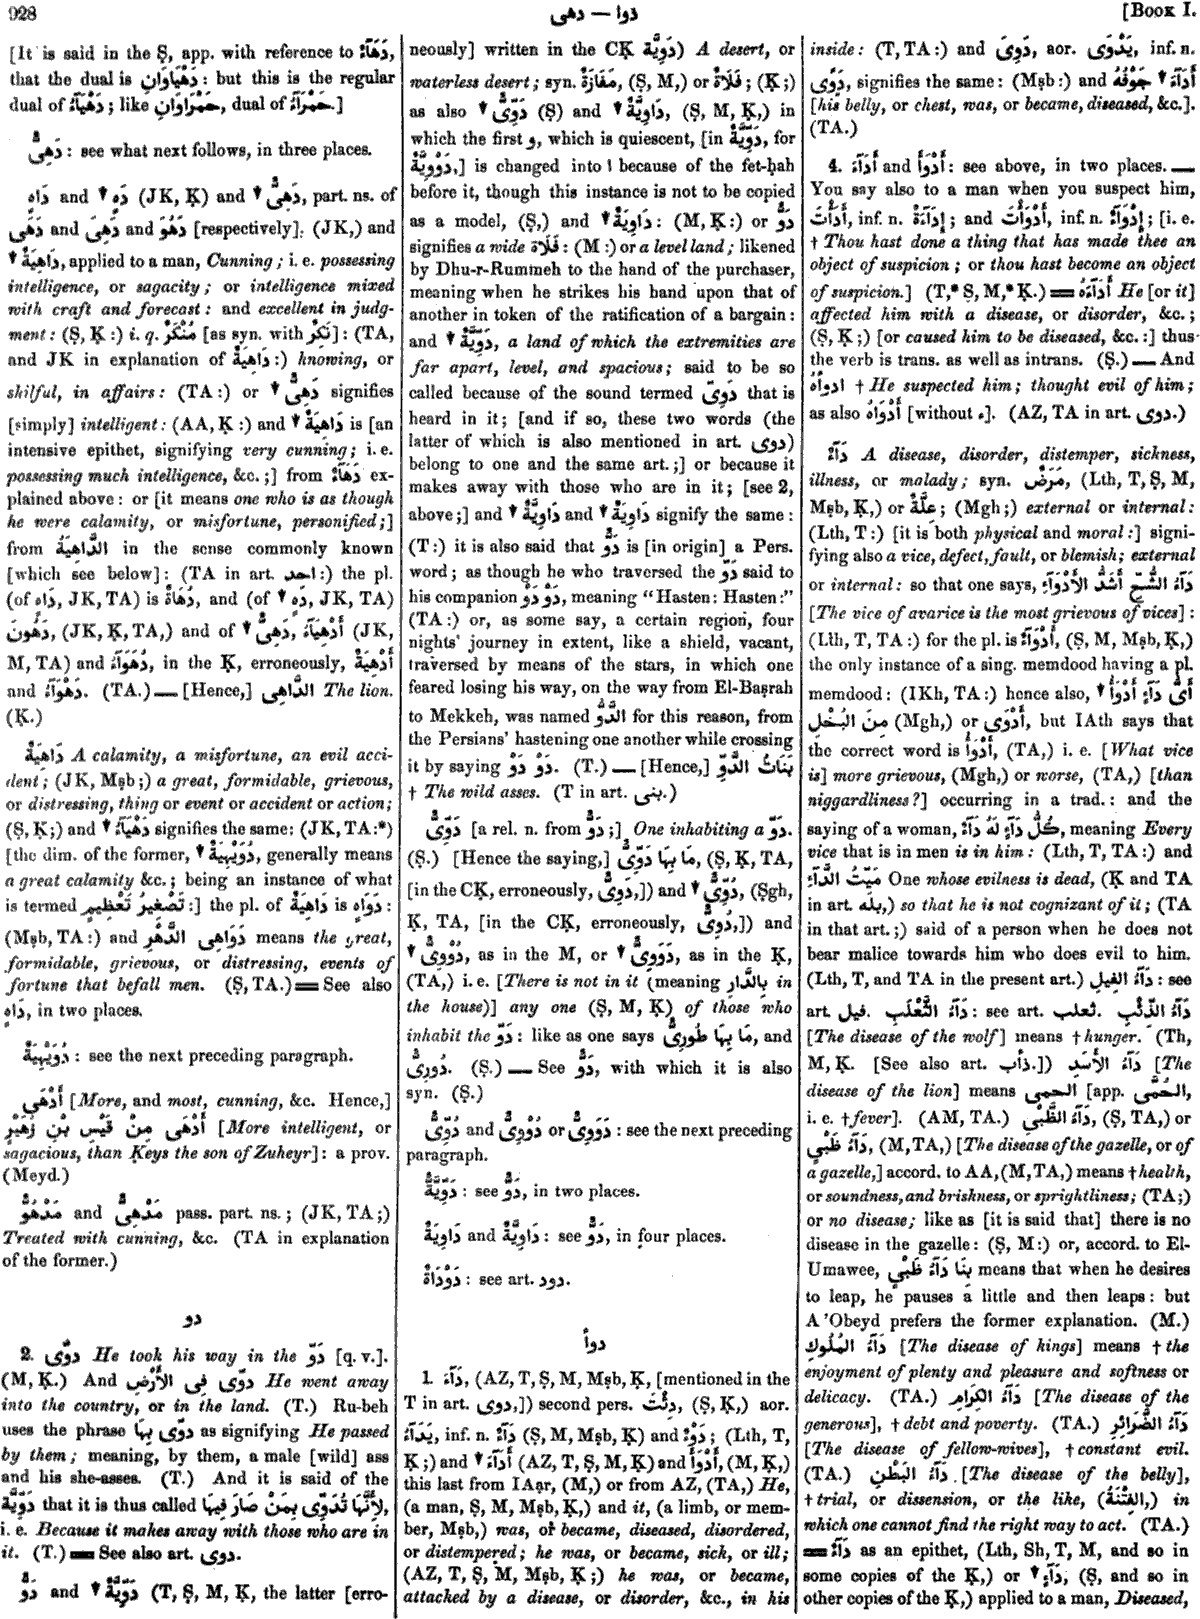 928
دهى — دوأ
[BOOK I.
[It is said in the Ṣ, app. with reference to دَهَآءٌ,
that the dual is دَهْيَاوَانِ: but this is the regular
dual of دَهْيَآءُ; like حَمْرَاوَانِ, dual of حَمْرَآءُ.]
دَهِىٌّ: see what next follows, in three places.
دَاهٍ and ↓ دَهٍ (JK, Ḳ) and ↓ دَهِىٌّ, part. ns. of
دَهَى and دَهِىَ and دَهُوَ [respectively]: (JK,) and
↓ دَاهِيَةٌ, applied to a man, Cunning; i. e. possessing
intelligence, or sagacity; or intelligence mixed
with craft and forecast: and excellent in judg-
ment: (Ṣ, Ḳ:) i. q. مُنْكَرٌ [as syn. with نَكِرٌ]: (TA,
and JK in explanation of دَاهِيَةٌ:) knowing, or
skilful, in affairs: (TA:) or ↓ دَهِىٌّ signifies
[simply] intelligent: (AA, Ḳ:) and ↓ دَاهِيَةٌ is [an
intensive epithet, signifying very cunning; i. e.
possessing much intelligence, &c.;] from دَهَآءٌ ex-
plained above: or [it means one who is as though
he were calamity, or misfortune, personified;]
from الدَّاهِيَةُ in the sense commonly known
[which see below]: (TA in art. احد:) the pl.
(of دَاهٍ, JK, TA) is دُهَاةٌ, and (of ↓ دَهٍ, JK, TA)
دَهُونَ, (JK, Ḳ, TA,) and of ↓ دَهِىٌّ, أَدْهِيَآءُ (JK,
M, TA) and دُهَوَآءُ, in the Ḳ, erroneously, أَدْهِيَةٌ
and دَهْوَآءُ. (TA.) — [Hence,] الدَّاهِى The lion.
(Ḳ.)
دَاهِيَةٌ A calamity, a misfortune, an evil acci-
dent; (JK, Mṣb;) a great, formidable, grievous,
or distressing, thing or event or accident or action;
(Ṣ, Ḳ;) and ↓ دَهْيَآءُ signifies the same: (JK, TA:*)
[the dim. of the former, ↓ دُوَيْهِيَةٌ, generally means
a great calamity &c.; being an instance of what
is termed تَصْغِيرُ تَعْظِيمٍ:] the pl. of دَاهِيَةٌ is دَوَاهٍ:
(Mṣb, TA:) and دَوَاهِى الدَّهْرِ means the great,
formidable, grievous, or distressing, events of
fortune that befall men. (Ṣ, TA.) = See also
دَاهٍ, in two places.
دُوَيْهِيَةٌ: see the next preceding paragraph.
أَدْهَى [More, and most, cunning, &c. Hence,]
أَدْهَى مِنْ قَيْسِ بْنِ زُهَيْرٍ [More intelligent, or
sagacious, than Ḳeys the son of Zuheyr]: a prov.
(Meyd.)
مَدْهِىٌّ and مَدْهُوٌّ pass. part. ns.; (JK, TA;)
Treated with cunning, &c. (TA in explanation
of the former.)
دو
2. دَوَّى He took his way in the دَوّ [q. v.].
(M, Ḳ.) And دَوَّى فِى الأَرْضِ He went away
into the country, or in the land. (T.) Ru-beh
uses the phrase دَوَّى بِهَا as signifying He passed
by them; meaning, by them, a male [wild] ass
and his she-asses. (T.) And it is said of the
دَوِّيَّة that it is thus called لِأَنَّهَا تُدَوِّى بِمَنْ صَارَ فِيهَا,
i. e. Because it makes away with those who are in
it. (T.) = See also art. دوى.
دَوٌّ and ↓ دَوِّيَّةٌ (T, Ṣ, M, Ḳ, the latter [erro-
neously] written in the CḲ دَوِيَّة) A desert, or
waterless desert; syn. مَفَازَةٌ, (Ṣ, M,) or فَلَاةٌ; (Ḳ;)
as also ↓ دَوِّىٌّ (Ṣ) and ↓ دَاوِيَّةٌ, (Ṣ, M, Ḳ,) in
which the first و, which is quiescent, [in دَوِّيَّةٌ, for
دَوْوِيَّةٌ,] is changed into ا because of the fet-ḥah
before it, though this instance is not to be copied
as a model, (Ṣ,) and ↓ دَاوِيَةٌ: (M, Ḳ:) or دَوٌّ
signifies a wide فَلَاة: (M:) or a level land; likened
by Dhu-r-Rummeh to the hand of the purchaser,
meaning when he strikes his hand upon that of
another in token of the ratification of a bargain:
and ↓ دَوِّيَّةٌ, a land of which the extremities are
far apart, level, and spacious; said to be so
called because of the sound termed دَوِىّ that is
heard in it; [and if so, these two words (the
latter of which is also mentioned in art. دوى)
belong to one and the same art.;] or because it
makes away with those who are in it; [see 2,
above;] and ↓ دَاوِيَّةٌ and ↓ دَاوِيَةٌ signify the same:
(T:) it is also said that دَوٌّ is [in origin] a Pers.
word; as though he who traversed the دَوّ said to
his companion دَوْ دَوْ, meaning "Hasten: Hasten:"
(TA:) or, as some say, a certain region, four
nights' journey in extent, like a shield, vacant,
traversed by means of the stars, in which one
feared losing his way, on the way from El-Baṣrah
to Mekkeh, was named الدَّوُّ for this reason, from
the Persians' hastening one another while crossing
it by saying دَوْ دَوْ. (T.) — [Hence,] بَنَاتُ الدَّوِّ
† The wild asses. (T in art. بنى.)
دَوِّىٌّ [a rel. n. from دَوٌّ;] One inhabiting a دَوّ.
(Ṣ.) [Hence the saying,] مَا بِهَا دَوِّىٌّ, (Ṣ, Ḳ, TA,
[in the CḲ, erroneously, دَوِىٌّ,]) and ↓ دُوِّىٌّ, (Ṣgh,
Ḳ, TA, [in the CḲ, erroneously, دُوِىٌّ,]) and
↓ دُوْوِىٌّ, as in the M, or ↓ دَوَوِىٌّ, as in the Ḳ,
(TA,) i. e. [There is not in it (meaning بِالدَّارِ in
the house)] any one (Ṣ, M, Ḳ) of those who
inhabit the دَوّ: like as one says مَا بِهَا طُورِىٌّ, and
دُورِىٌّ. (Ṣ.) — See دَوٌّ, with which it is also
syn. (Ṣ.)
دُوِّىٌّ and دُوْوِىٌّ or دَوَوِىٌّ: see the next preceding
paragraph.
دَوِّيَّةٌ: see دَوٌّ, in two places.
دَاوِيَةٌ and دَاوِيَّةٌ: see دَوٌّ, in four places.
دَوْدَاةٌ: see art. دود.
دوأ
1. دَآءَ, (AZ, T, Ṣ, M, Mṣb, Ḳ, [mentioned in the
T in art. دوى,]) second pers. دِئْتَ, (Ṣ, Ḳ,) aor.
يَدَآءُ, inf. n. دَآءٌ (Ṣ, M, Mṣb, Ḳ) and دَوْءٌ; (Lth, T,
Ḳ;) and ↓ أَدَآءَ (AZ, T, Ṣ, M, Ḳ) and أَدْوَأَ, (M, Ḳ,)
this last from IAạr, (M,) or from AZ, (TA,) He,
(a man, Ṣ, M, Mṣb, Ḳ,) and it, (a limb, or mem-
ber, Mṣb,) was, or became, diseased, disordered,
or distempered; he was, or became, sick, or ill;
(AZ, T, Ṣ, M, Mṣb, Ḳ;) he was, or became,
attacked by a disease, or disorder, &c., in his
inside: (T, TA:) and دَوِىَ, aor. يَدْوَى, inf. n.
دَوًى, signifies the same: (Mṣb:) and ↓ أَدَآءَ جَوْفُهُ
[his belly, or chest, was, or became, diseased, &c.].
(TA.)
4. أَدَآءَ and أَدْوَأَ: see above, in two places. —
You say also to a man when you suspect him,
أَدَأْتَ, inf. n. إِدَآءَةٌ; and أَدْوَأْتَ, inf. n. إِدْوَآءٌ; [i. e.
† Thou hast done a thing that has made thee an
object of suspicion; or thou hast become an object
of suspicion.] (T,* Ṣ, M,* Ḳ.) = أَدَآءَهُ He [or it]
affected him with a disease, or disorder, &c.;
(Ṣ, Ḳ;) [or caused him to be diseased, &c.:] thus
the verb is trans. as well as intrans. (Ṣ.) — And
ادوأهُ † He suspected him; thought evil of him;
as also أَدْوَاهُ [without ء]. (AZ, TA in art. دوى.)
دَآءٌ A disease, disorder, distemper, sickness,
illness, or malady; syn. مَرَضٌ, (Lth, T, Ṣ, M,
Mṣb, Ḳ,) or عِلَّةٌ; (Mgh;) external or internal:
(Lth, T:) [it is both physical and moral:] signi-
fying also a vice, defect, fault, or blemish; external
or internal: so that one says, دَآءُ الشُّحِّ أَشَدُّ الأَدْوَآءِ
[The vice of avarice is the most grievous of vices]:
(Lth, T, TA:) for the pl. is أَدْوَآءٌ, (Ṣ, M, Mṣb, Ḳ,)
the only instance of a sing. memdood having a pl.
memdood: (IKh, TA:) hence also, ↓ أَىُّ دَآءٍ أَدْوَأُ
مِنَ البُخْلِ (Mgh,) or أَدْوَى, but IAth says that
the correct word is أَدْوَأُ, (TA,) i. e. [What vice
is] more grievous, (Mgh,) or worse, (TA,) [than
niggardliness?] occurring in a trad.: and the
saying of a woman, كُلُّ دَآءٍ لَهُ دَآءٌ, meaning Every
vice that is in men is in him: (Lth, T, TA:) and
مَيِّتُ الدَّآءِ One whose evilness is dead, (Ḳ and TA
in art. بله,) so that he is not cognizant of it; (TA
in that art.;) said of a person when he does not
bear malice towards him who does evil to him.
(Lth, T, and TA in the present art.) دَآءُ الفِيلِ: see
art. فيل. دَآءُ الثَّعْلَبِ: see art. ثعلب. دَآءُ الذِّئْبِ
[The disease of the wolf] means † hunger. (Th,
M, Ḳ. [See also art. ذأب.]) دَآءُ الأَسَدِ [The
disease of the lion] means الحمى [app. الحُمَّى,
i. e. † fever]. (AM, TA.) دَآءُ الظَّبْىِ, (Ṣ, TA,) or
دَآءُ ظَبْىٍ, (M, TA,) [The disease of the gazelle, or of
a gazelle,] accord. to AA, (M, TA,) means † health,
or soundness, and briskness, or sprightliness; (TA;)
or no disease; like as [it is said that] there is no
disease in the gazelle: (Ṣ, M:) or, accord. to El-
Umawee, بِنَا دَآءُ ظَبْىٍ means that when he desires
to leap, he pauses a little and then leaps: but
A 'Obeyd prefers the former explanation. (M.)
دَآءُ المُلُوكِ [The disease of kings] means † the
enjoyment of plenty and pleasure and softness or
delicacy. (TA.) دَآءُ الكِرَامِ [The disease of the
generous], † debt and poverty. (TA.) دَآءُ الضَّرَائِرِ
[The disease of fellow-wives], † constant evil.
(TA.) دَآءُ البَطْنِ [The disease of the belly],
† trial, or dissension, or the like, (الفِتْنَةُ,) in
which one cannot find the right way to act. (TA.)
= دَآءٌ as an epithet, (Lth, Sh, T, M, and so in
some copies of the Ḳ,) or ↓ دَآءٍ, (Ṣ, and so in
other copies of the Ḳ,) applied to a man, Diseased,